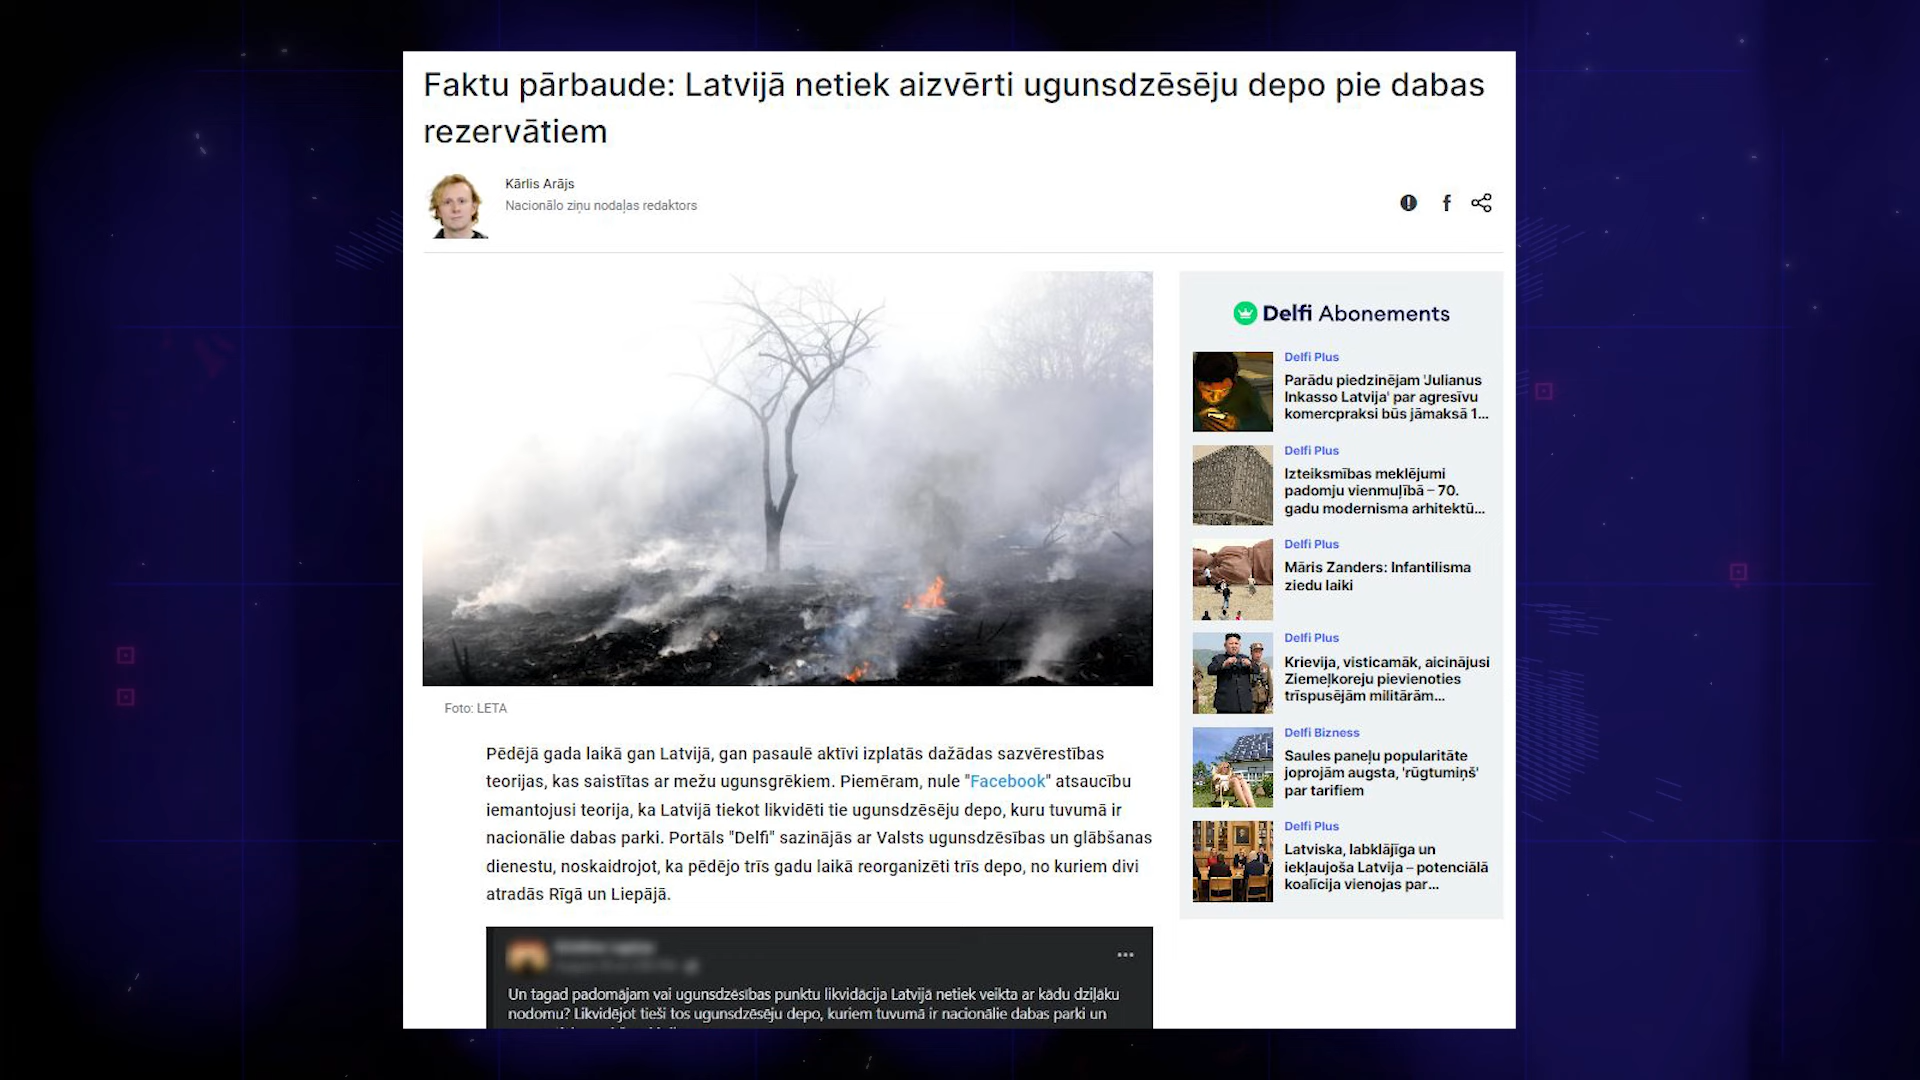 Faktu pārbaude: Latvijā netiek aizvērti ugunsdzēsēju depo pie dabas
rezervātiem
Kārlis Arājs
Nacionālo ziņu nodaļas redaktors
Foto: LETA
Pēdējā gada laikā gan Latvijā, gan pasaulē aktīvi izplatās dažādas sazvērestības
teorijas, kas saistītas ar mežu ugunsgrēkiem. Piemēram, nule "Facebook" atsaucību
iemantojusi teorija, ka Latvijā tiekot likvidēti tie ugunsdzēsēju depo, kuru tuvumā ir
nacionālie dabas parki. Portāls "Delfi" sazinājās ar Valsts ugunsdzēsības un glābšanas
dienestu, noskaidrojot, ka pēdējo trīs gadu laikā reorganizēti trīs depo, no kuriem divi
atradās Rīgā un Liepājā.
Un tagad padomājam vai ugunsdzēsības punktu likvidācija Latvijā netiek veikta ar kādu dziļāku
nodomu? Likvidējot tieši tos ugunsdzēsēju depo, kuriem tuvumā ir nacionālie dabas parki un
Delfi Abonements
Delfi Plus
Parādu piedzinējam 'Julianus
Inkasso Latvija' par agresīvu
komercpraksi būs jāmaksā 1...
Delfi Plus
Izteiksmības meklējumi
padomju vienmuļībā – 70.
gadu modernisma arhitektū...
Delfi Plus
Māris Zanders: Infantilisma
ziedu laiki
Delfi Plus
Krievija, visticamāk, aicinājusi
Ziemeļkoreju pievienoties
trīspusējām militārām...
Delfi Bizness
Saules paneļu popularitāte
joprojām augsta, 'rūgtumiņš'
par tarifiem
Delfi Plus
Latviska, labklājīga un
iekļaujoša Latvija – potenciālā
koalīcija vienojas par...